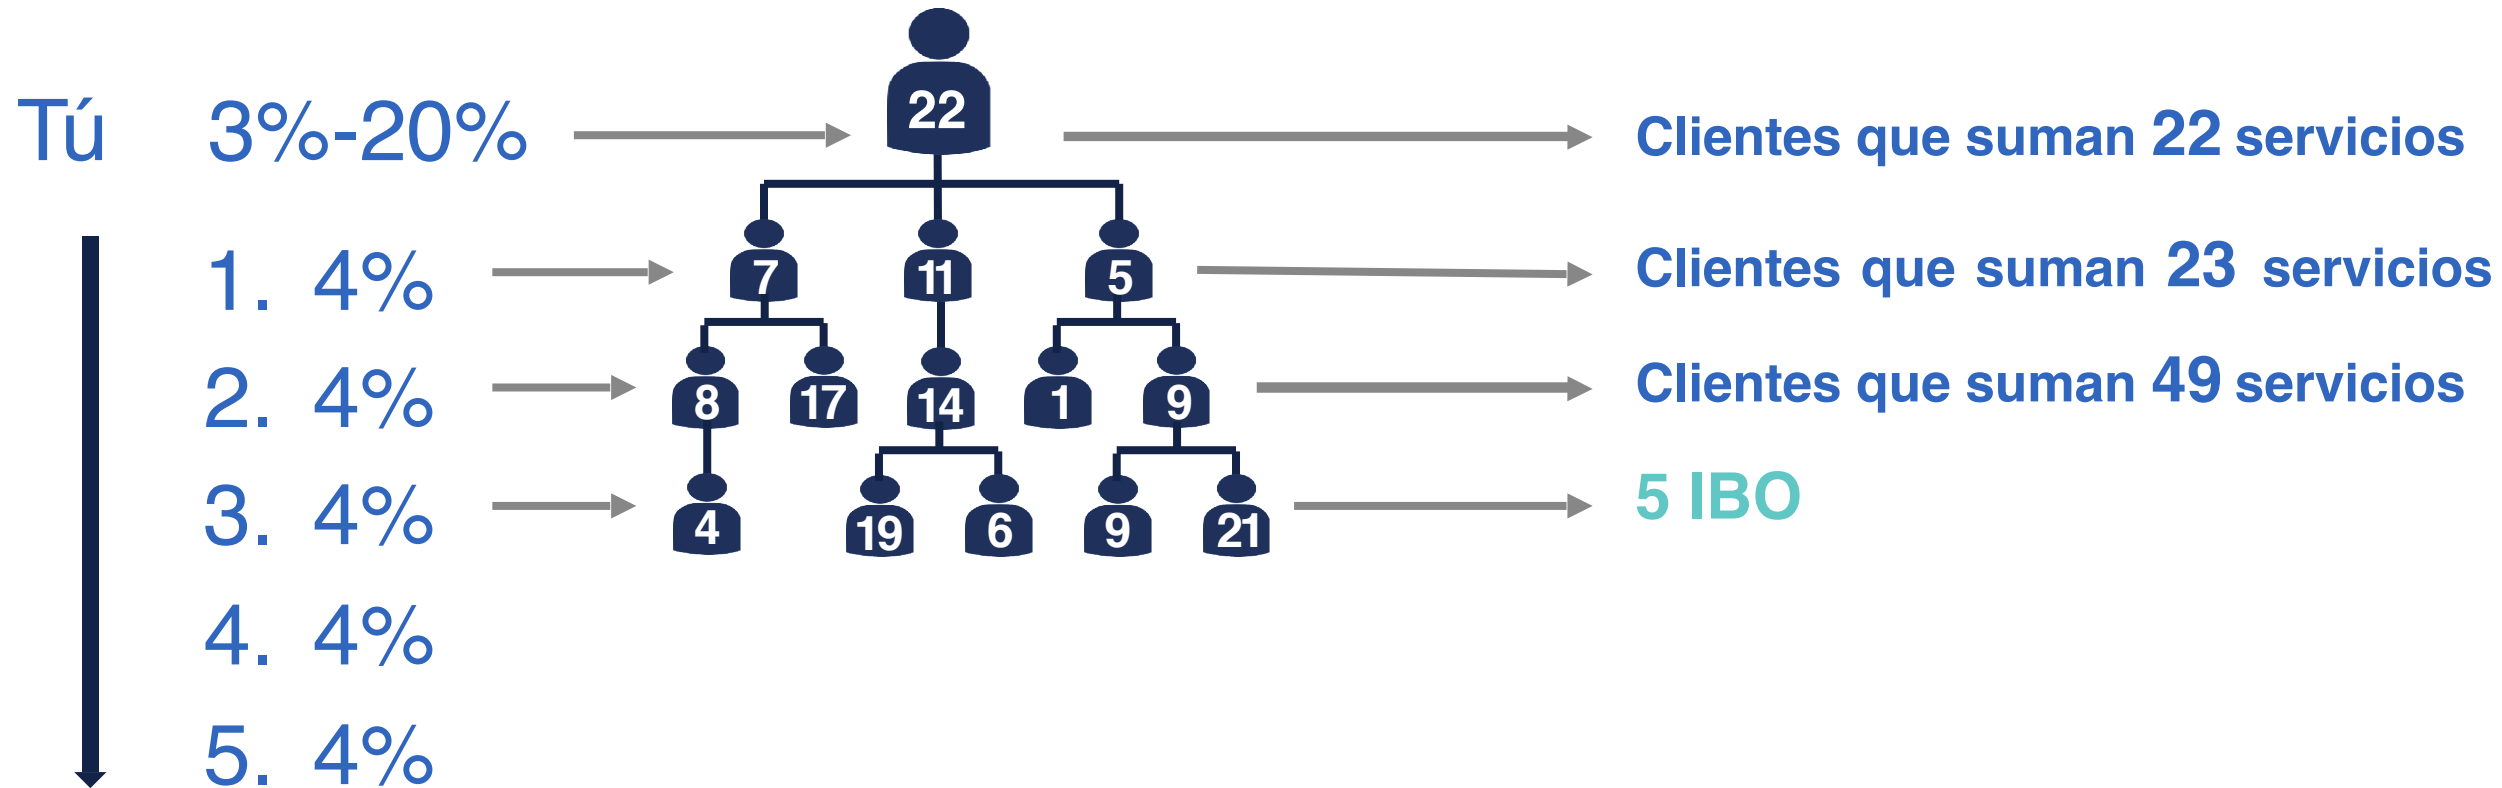 22
Tú 3%-20% Clientes que suman 22 servicios
1. 4% 7 11 5 Clientes que suman 23 servicios
2. 4% 8 17 14 1 9 Clientes que suman 49 servicios
3. 4% 4 19 6 9 21 5 IBO
4. 4%
5. 4%